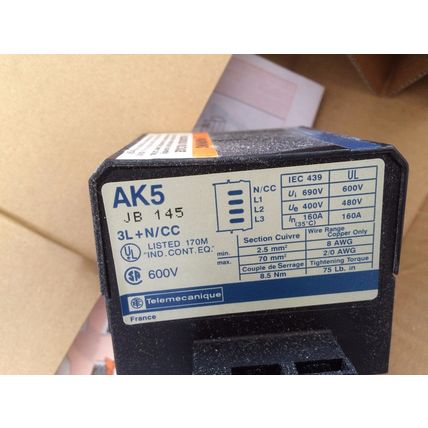 AK5
JB 145
3L+N/CC
UL LISTED 170M
"IND.CONT.EQ."
600V
N/CC
L1
L2
L3
IEC 439 UL
Ui 690V 600V
Ue 400V 480V
In 160A (35°C) 160A
Section Cuivre Wire Range Copper Only
min. 2.5 mm² 8 AWG
max. 70 mm² 2/0 AWG
Couple de Serrage Tightening Torque
8.5 Nm 75 Lb. in
Telemecanique
France